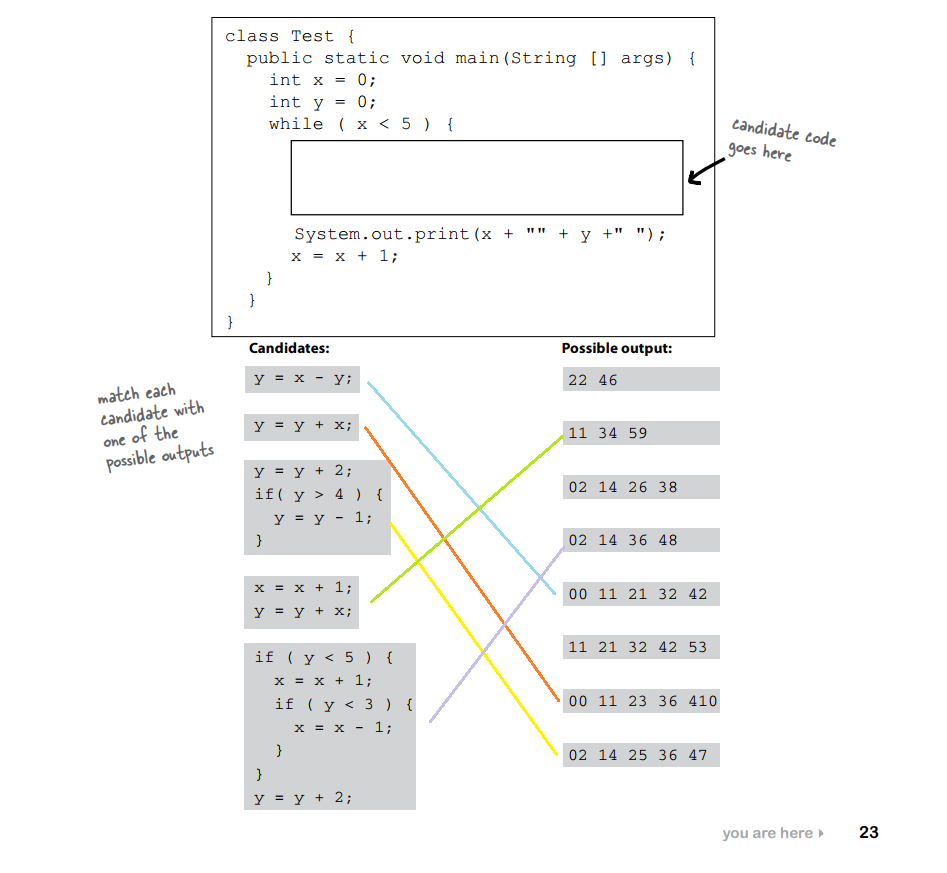 class Test {
public static void main(String [] args) {
int x = 0;
int y = 0;
while ( x < 5 ) {
candidate code
goes here
System.out.print(x + "" + y +" ");
x = x + 1;
}
}
}
Candidates:
Possible output:
match each
candidate with
one of the
possible outputs
y = x - y;
y = y + x;
y = y + 2;
if( y > 4 ) {
y = y - 1;
}
x = x + 1;
y = y + x;
if ( y < 5 ) {
x = x + 1;
if ( y < 3 ) {
x = x - 1;
}
}
y = y + 2;
22 46
11 34 59
02 14 26 38
02 14 36 48
00 11 21 32 42
11 21 32 42 53
00 11 23 36 410
02 14 25 36 47
you are here 23